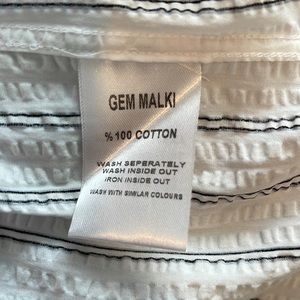 GEM MALKI
% 100 COTTON
WASH SEPERATELY
WASH INSIDE OUT
IRON INSIDE OUT
WASH WITH SIMILAR COLOURS